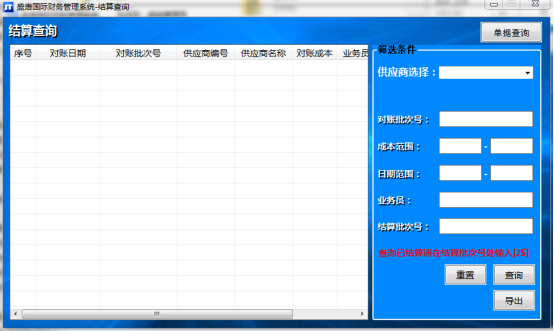 盛惠国际财务管理系统-结算查询
结算查询
单据查询
序号 对账日期 对账批次号 供应商编号 供应商名称 对账成本 业务员
筛选条件
供应商选择：
对账批次号：
成本范围： -
日期范围： -
业务员：
结算批次号：
查询已结算请在结算批次号处输入[JS]
重置 查询
导出